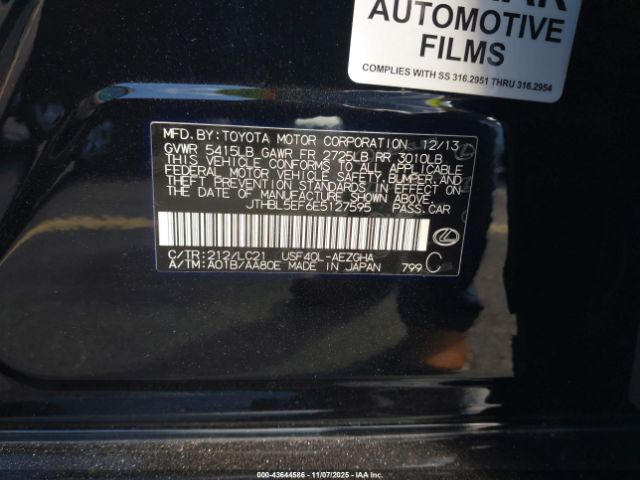 AUTOMOTIVE
FILMS
COMPLIES WITH SS 316.2951 THRU 316.2954
MFD. BY: TOYOTA MOTOR CORPORATION 12/13
GVWR 5415LB GAWR FR 2725LB RR 3010LB
THIS VEHICLE CONFORMS TO ALL APPLICABLE
FEDERAL MOTOR VEHICLE SAFETY, BUMPER, AND
THEFT PREVENTION STANDARDS IN EFFECT ON
THE DATE OF MANUFACTURE SHOWN ABOVE.
JTHBL5EF6E5127595 PASS. CAR
C/TR: 212/LC21 USF40L-AEZGHA
A/TM: A01B/AA80E MADE IN JAPAN 799 C
000-43644586 11/07/2025 IAA Inc.